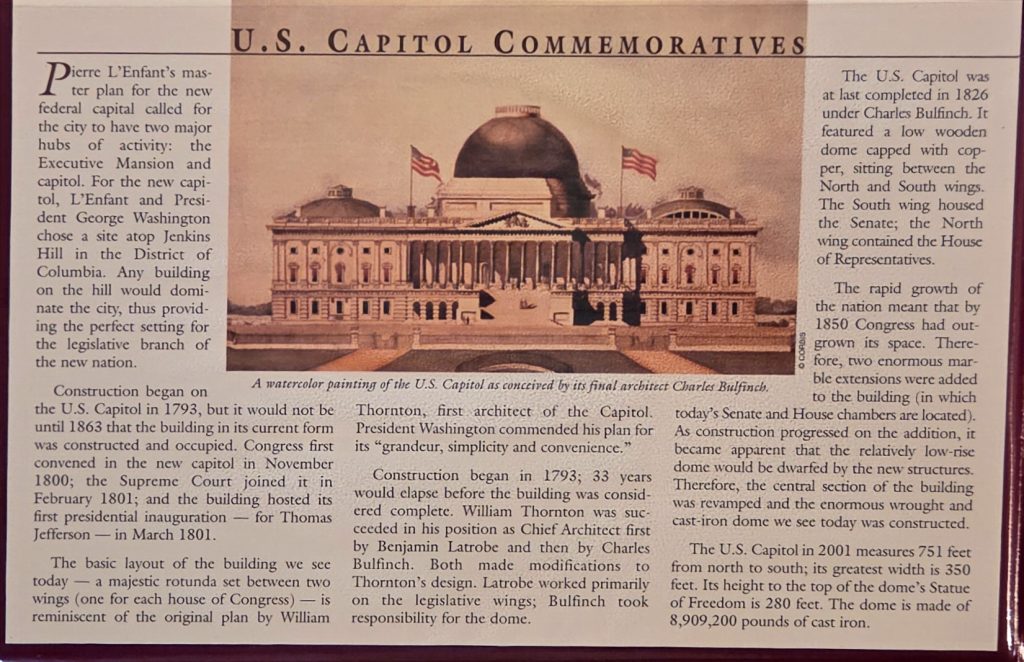 U.S. CAPITOL COMMEMORATIVES
Pierre L'Enfant's mas-
ter plan for the new
federal capital called for
the city to have two major
hubs of activity: the
Executive Mansion and
capitol. For the new capi-
tol, L'Enfant and Presi-
dent George Washington
chose a site atop Jenkins
Hill in the District of
Columbia. Any building
on the hill would domi-
nate the city, thus provid-
ing the perfect setting for
the legislative branch of
the new nation.
Construction began on
the U.S. Capitol in 1793, but it would not be
until 1863 that the building in its current form
was constructed and occupied. Congress first
convened in the new capitol in November
1800; the Supreme Court joined it in
February 1801; and the building hosted its
first presidential inauguration — for Thomas
Jefferson — in March 1801.
The basic layout of the building we see
today — a majestic rotunda set between two
wings (one for each house of Congress) — is
reminiscent of the original plan by William
© CORBIS
A watercolor painting of the U.S. Capitol as conceived by its final architect Charles Bulfinch.
Thornton, first architect of the Capitol.
President Washington commended his plan for
its "grandeur, simplicity and convenience."
Construction began in 1793; 33 years
would elapse before the building was consid-
ered complete. William Thornton was suc-
ceeded in his position as Chief Architect first
by Benjamin Latrobe and then by Charles
Bulfinch. Both made modifications to
Thornton's design. Latrobe worked primarily
on the legislative wings; Bulfinch took
responsibility for the dome.
The U.S. Capitol was
at last completed in 1826
under Charles Bulfinch. It
featured a low wooden
dome capped with cop-
per, sitting between the
North and South wings.
The South wing housed
the Senate; the North
wing contained the House
of Representatives.
The rapid growth of
the nation meant that by
1850 Congress had out-
grown its space. There-
fore, two enormous mar-
ble extensions were added
to the building (in which
today's Senate and House chambers are located).
As construction progressed on the addition, it
became apparent that the relatively low-rise
dome would be dwarfed by the new structures.
Therefore, the central section of the building
was revamped and the enormous wrought and
cast-iron dome we see today was constructed.
The U.S. Capitol in 2001 measures 751 feet
from north to south; its greatest width is 350
feet. Its height to the top of the dome's Statue
of Freedom is 280 feet. The dome is made of
8,909,200 pounds of cast iron.